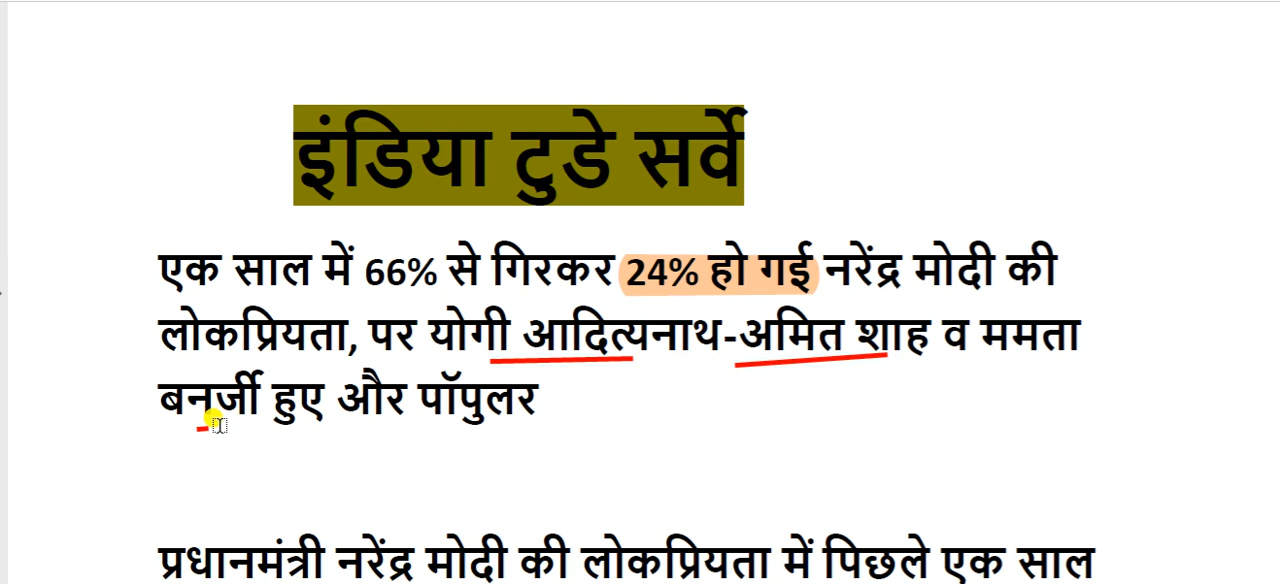 इंडिया टुडे सर्वे
एक साल में 66% से गिरकर 24% हो गई नरेंद्र मोदी की
लोकप्रियता, पर योगी आदित्यनाथ-अमित शाह व ममता
बनर्जी हुए और पॉपुलर
प्रधानमंत्री नरेंद्र मोदी की लोकप्रियता में पिछले एक साल